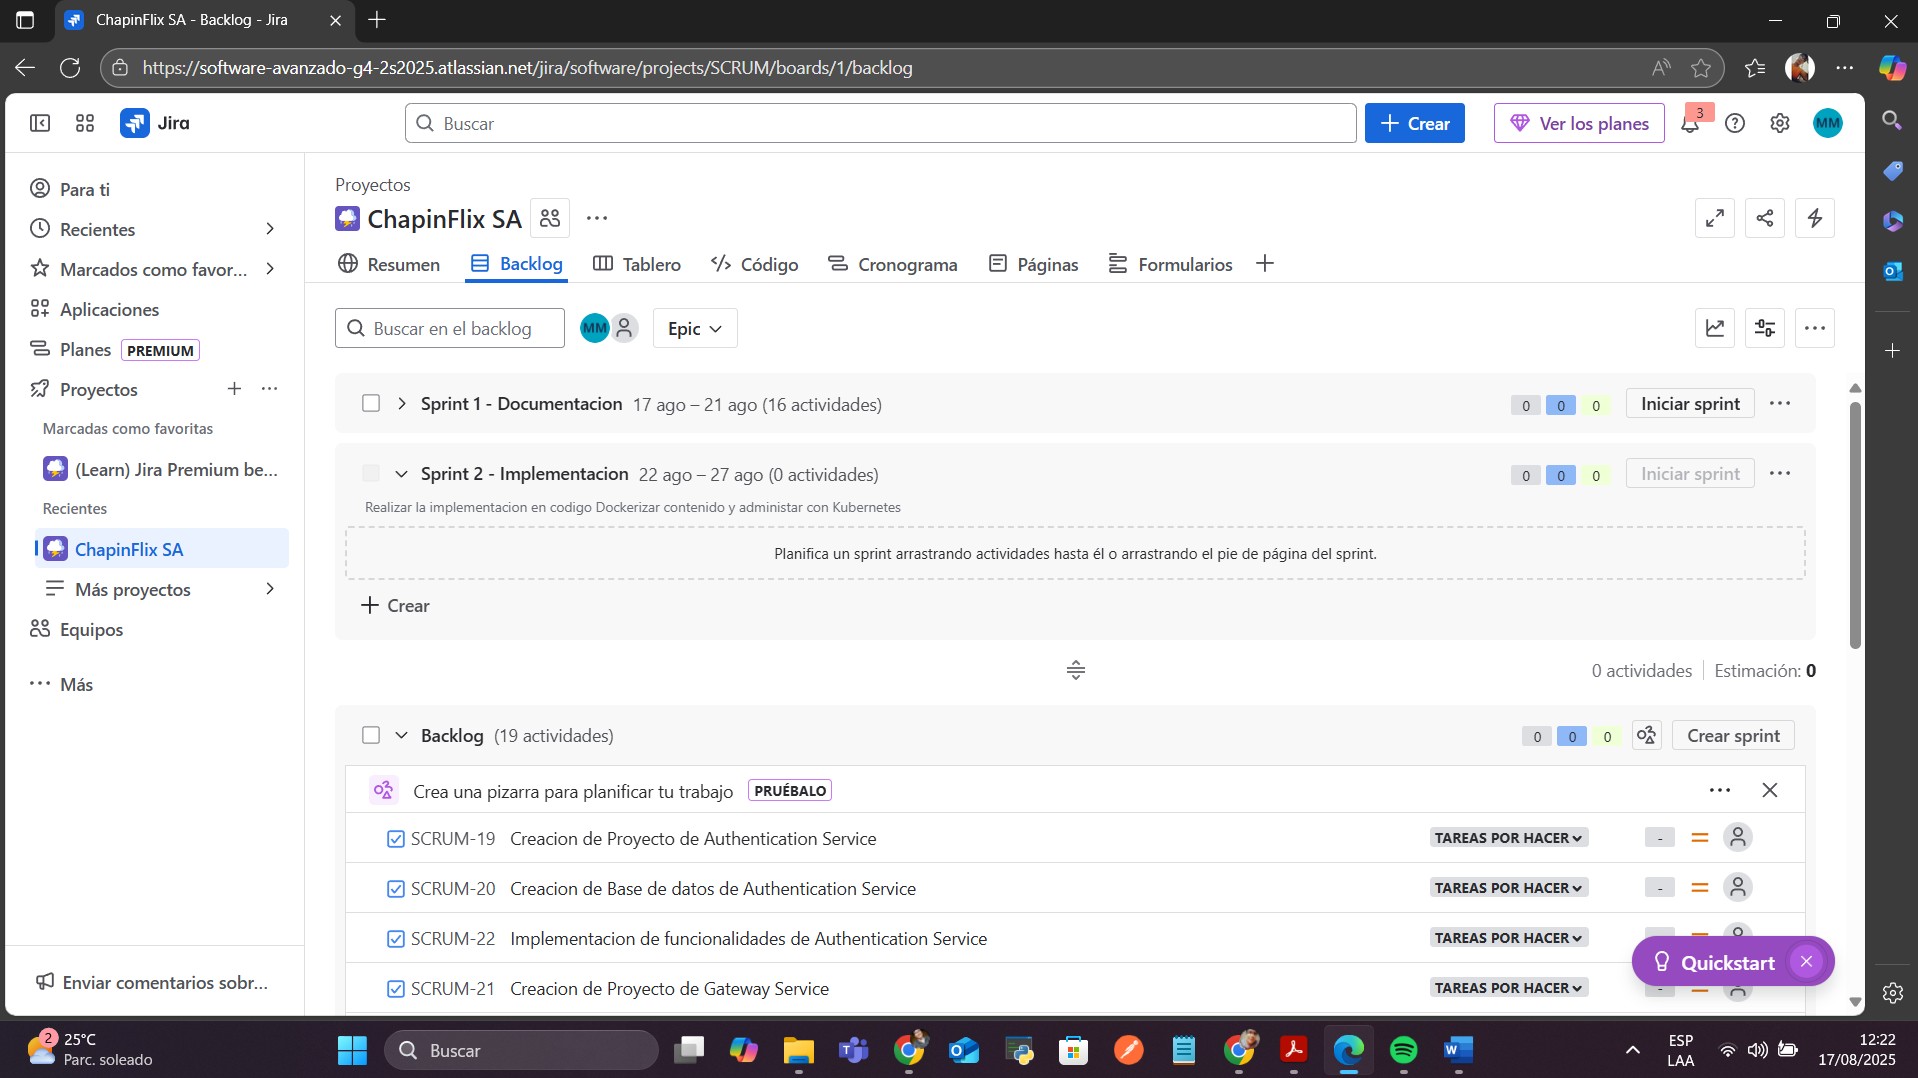 ChapinFlix SA - Backlog - Jira
https://software-avanzado-g4-2s2025.atlassian.net/jira/software/projects/SCRUM/boards/1/backlog
Jira
Buscar
Crear
Ver los planes
3
MM
Para ti
Recientes
Marcados como favor...
Aplicaciones
Planes PREMIUM
Proyectos
Marcadas como favoritas
(Learn) Jira Premium be...
Recientes
ChapinFlix SA
Más proyectos
Equipos
Más
Enviar comentarios sobr...
Proyectos
ChapinFlix SA
Resumen Backlog Tablero Código Cronograma Páginas Formularios
Buscar en el backlog MM Epic
Sprint 1 - Documentacion 17 ago – 21 ago (16 actividades) 0 0 0 Iniciar sprint
Sprint 2 - Implementacion 22 ago – 27 ago (0 actividades) 0 0 0 Iniciar sprint
Realizar la implementacion en codigo Dockerizar contenido y administar con Kubernetes
Planifica un sprint arrastrando actividades hasta él o arrastrando el pie de página del sprint.
Crear
0 actividades Estimación: 0
Backlog (19 actividades) 0 0 0 Crear sprint
Crea una pizarra para planificar tu trabajo PRUÉBALO
SCRUM-19 Creacion de Proyecto de Authentication Service TAREAS POR HACER -
SCRUM-20 Creacion de Base de datos de Authentication Service TAREAS POR HACER -
SCRUM-22 Implementacion de funcionalidades de Authentication Service TAREAS POR HACER
SCRUM-21 Creacion de Proyecto de Gateway Service TAREAS POR HACER -
Quickstart
2
25°C
Parc. soleado
Buscar
ESP
LAA
12:22
17/08/2025